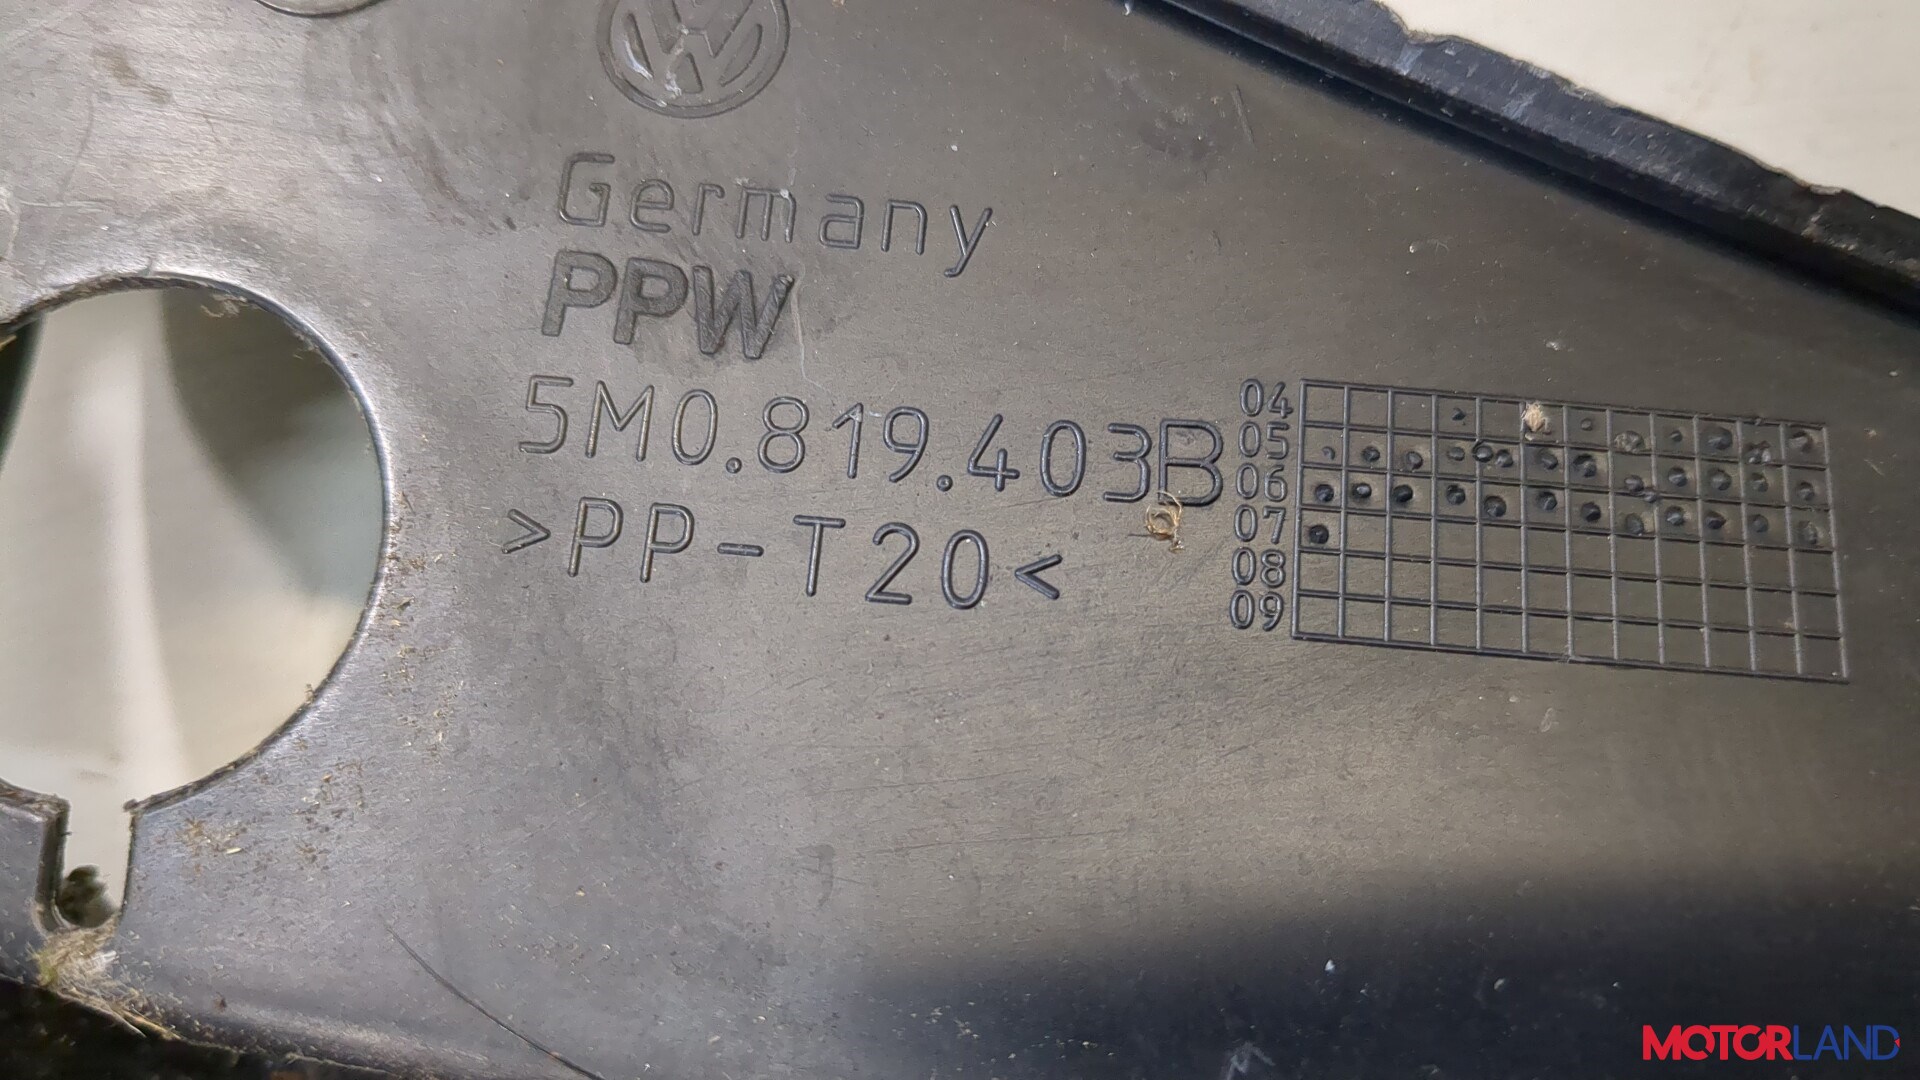 Germany
PPW
5M0.819.403B
>PP-T20<
04
05
06
07
08
09
MOTORLAND